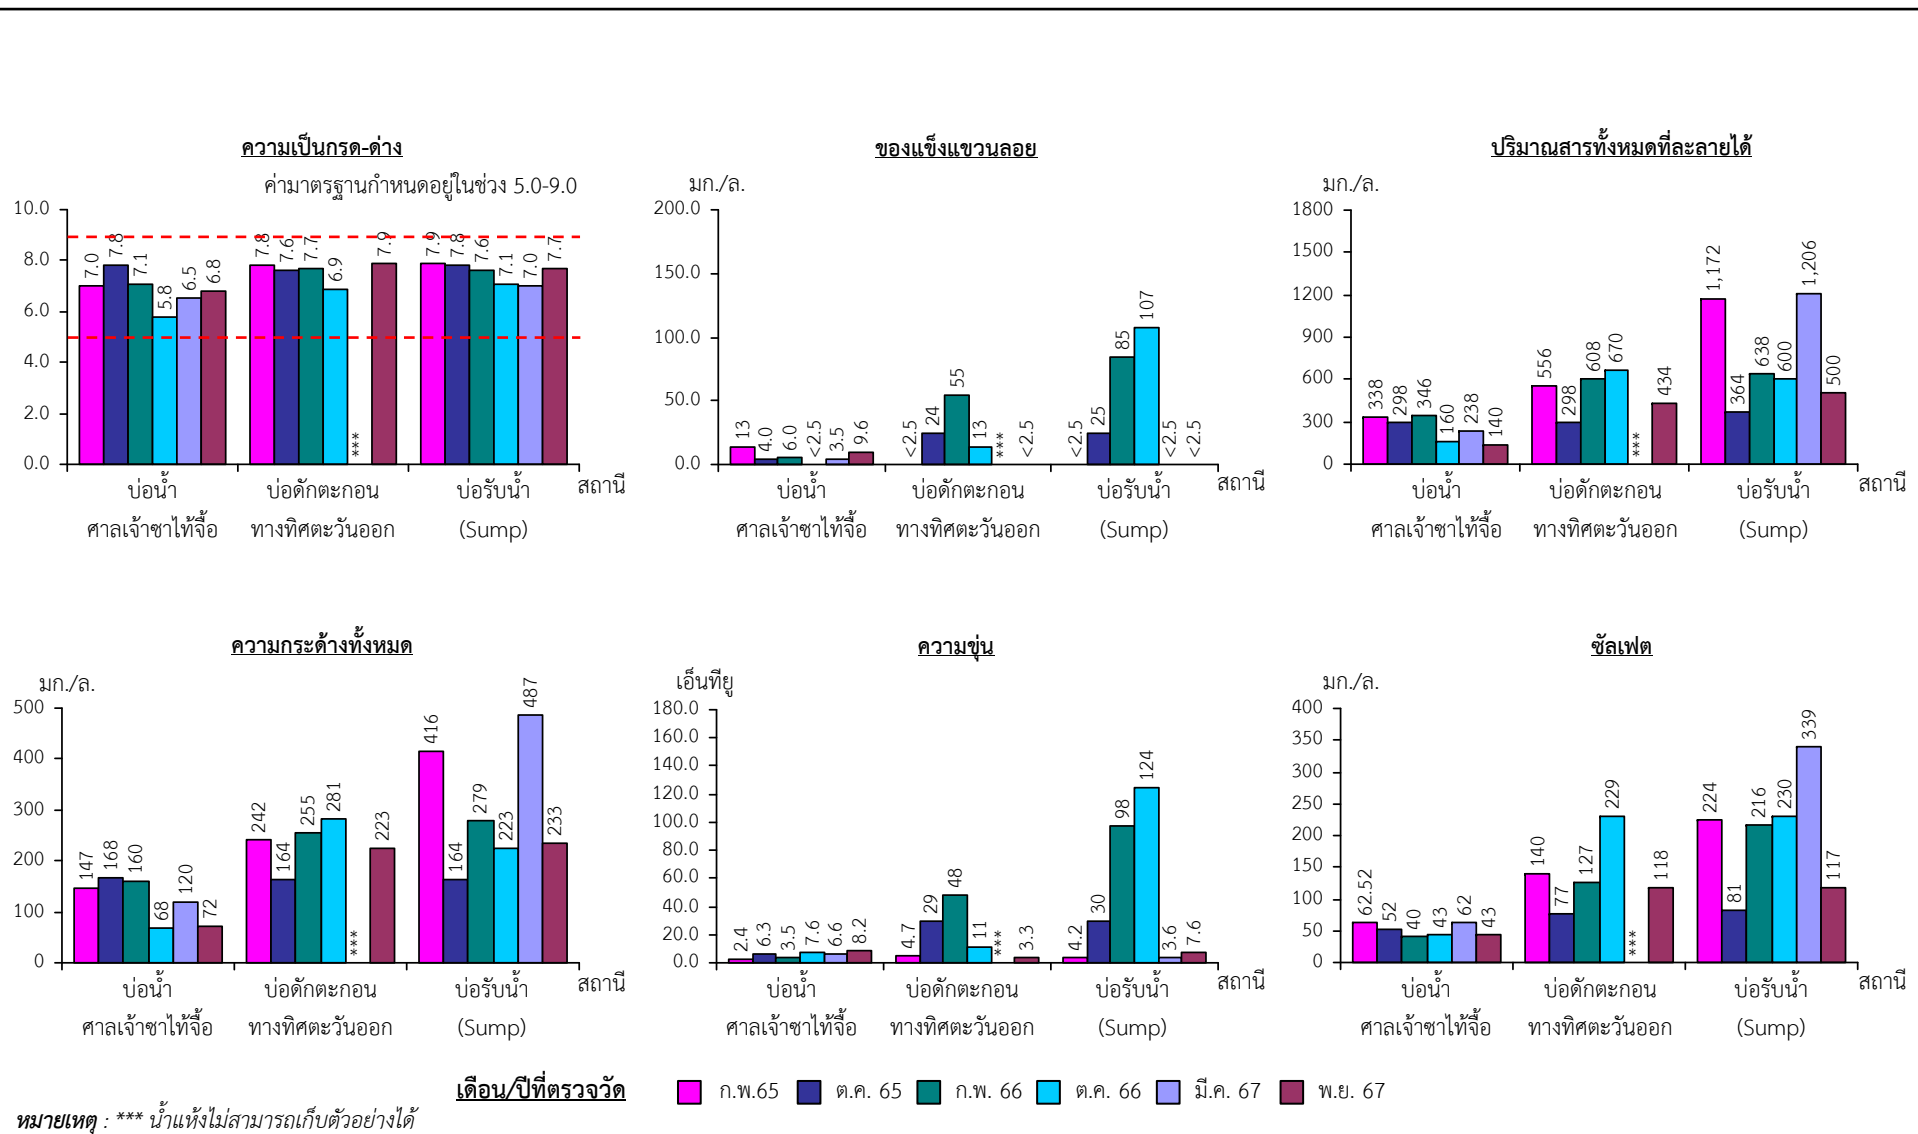 ความเป็นกรด-ด่าง
ค่ามาตรฐานกำหนดอยู่ในช่วง 5.0-9.0
10.0
8.0
6.0
4.0
2.0
0.0
7.0 7.8 7.1 5.8 6.5 6.8
7.8 7.6 7.7 6.9 *** 7.9
7.9 7.8 7.6 7.1 7.0 7.7
บ่อน้ำ บ่อดักตะกอน บ่อรับน้ำ สถานี
ศาลเจ้าซาไท้จื้อ ทางทิศตะวันออก (Sump)
ของแข็งแขวนลอย
มก./ล.
200.0
150.0
100.0
50.0
0.0
13 4.0 6.0 <2.5 3.5 9.6
<2.5 24 55 13 *** <2.5
<2.5 25 85 107 <2.5 <2.5
บ่อน้ำ บ่อดักตะกอน บ่อรับน้ำ สถานี
ศาลเจ้าซาไท้จื้อ ทางทิศตะวันออก (Sump)
ปริมาณสารทั้งหมดที่ละลายได้
มก./ล.
1800
1500
1200
900
600
300
0
338 298 346 160 238 140
556 298 608 670 *** 434
1,172 364 638 600 1,206 500
บ่อน้ำ บ่อดักตะกอน บ่อรับน้ำ สถานี
ศาลเจ้าซาไท้จื้อ ทางทิศตะวันออก (Sump)
ความกระด้างทั้งหมด
มก./ล.
500
400
300
200
100
0
147 168 160 68 120 72
242 164 255 281 *** 223
416 164 279 223 487 233
บ่อน้ำ บ่อดักตะกอน บ่อรับน้ำ สถานี
ศาลเจ้าซาไท้จื้อ ทางทิศตะวันออก (Sump)
ความขุ่น
เอ็นทียู
180.0
160.0
140.0
120.0
100.0
80.0
60.0
40.0
20.0
0.0
2.4 6.3 3.5 7.6 6.6 8.2
4.7 29 48 11 *** 3.3
4.2 30 98 124 3.6 7.6
บ่อน้ำ บ่อดักตะกอน บ่อรับน้ำ สถานี
ศาลเจ้าซาไท้จื้อ ทางทิศตะวันออก (Sump)
ซัลเฟต
มก./ล.
400
350
300
250
200
150
100
50
0
62.52 52 40 43 62 43
140 77 127 229 *** 118
224 81 216 230 339 117
บ่อน้ำ บ่อดักตะกอน บ่อรับน้ำ สถานี
ศาลเจ้าซาไท้จื้อ ทางทิศตะวันออก (Sump)
เดือน/ปีที่ตรวจวัด ก.พ.65 ต.ค. 65 ก.พ. 66 ต.ค. 66 มี.ค. 67 พ.ย. 67
หมายเหตุ : *** น้ำแห้งไม่สามารถเก็บตัวอย่างได้